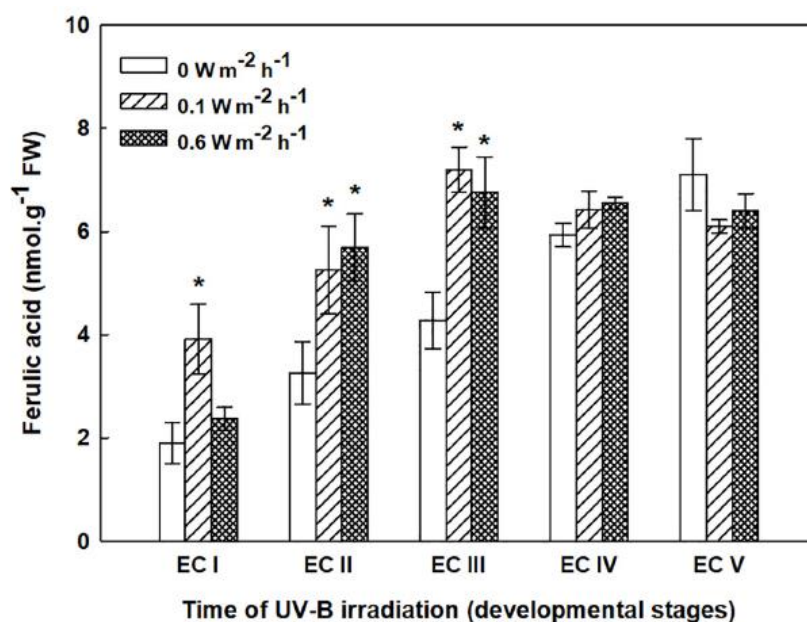 10
8
6
4
2
0
Ferulic acid (nmol.g⁻¹ FW)
0 W m⁻² h⁻¹
0.1 W m⁻² h⁻¹
0.6 W m⁻² h⁻¹
*
* *
* *
EC I EC II EC III EC IV EC V
Time of UV-B irradiation (developmental stages)